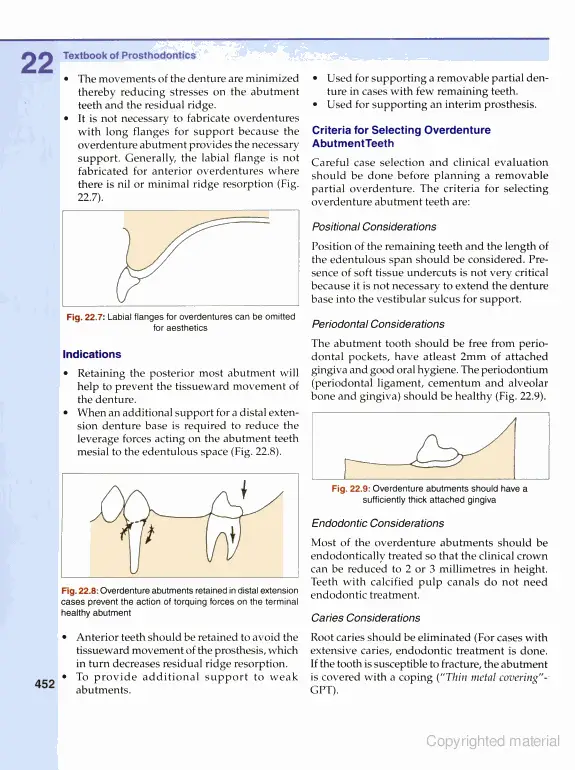 22
Textbook of Prosthodontics
• The movements of the denture are minimized
thereby reducing stresses on the abutment
teeth and the residual ridge.
• It is not necessary to fabricate overdentures
with long flanges for support because the
overdenture abutment provides the necessary
support. Generally, the labial flange is not
fabricated for anterior overdentures where
there is nil or minimal ridge resorption (Fig.
22.7).
Fig. 22.7: Labial flanges for overdentures can be omitted
for aesthetics
Indications
• Retaining the posterior most abutment will
help to prevent the tissueward movement of
the denture.
• When an additional support for a distal exten-
sion denture base is required to reduce the
leverage forces acting on the abutment teeth
mesial to the edentulous space (Fig. 22.8).
Fig. 22.8: Overdenture abutments retained in distal extension
cases prevent the action of torquing forces on the terminal
healthy abutment
• Anterior teeth should be retained to avoid the
tissueward movement of the prosthesis, which
in turn decreases residual ridge resorption.
• To provide additional support to weak
abutments.
452
• Used for supporting a removable partial den-
ture in cases with few remaining teeth.
• Used for supporting an interim prosthesis.
Criteria for Selecting Overdenture
AbutmentTeeth
Careful case selection and clinical evaluation
should be done before planning a removable
partial overdenture. The criteria for selecting
overdenture abutment teeth are:
Positional Considerations
Position of the remaining teeth and the length of
the edentulous span should be considered. Pre-
sence of soft tissue undercuts is not very critical
because it is not necessary to extend the denture
base into the vestibular sulcus for support.
Periodontal Considerations
The abutment tooth should be free from perio-
dontal pockets, have atleast 2mm of attached
gingiva and good oral hygiene. The periodontium
(periodontal ligament, cementum and alveolar
bone and gingiva) should be healthy (Fig. 22.9).
Fig. 22.9: Overdenture abutments should have a
sufficiently thick attached gingiva
Endodontic Considerations
Most of the overdenture abutments should be
endodontically treated so that the clinical crown
can be reduced to 2 or 3 millimetres in height.
Teeth with calcified pulp canals do not need
endodontic treatment.
Caries Considerations
Root caries should be eliminated (For cases with
extensive caries, endodontic treatment is done.
If the tooth is susceptible to fracture, the abutment
is covered with a coping ("Thin metal covering"-
GPT).
Copyrighted material